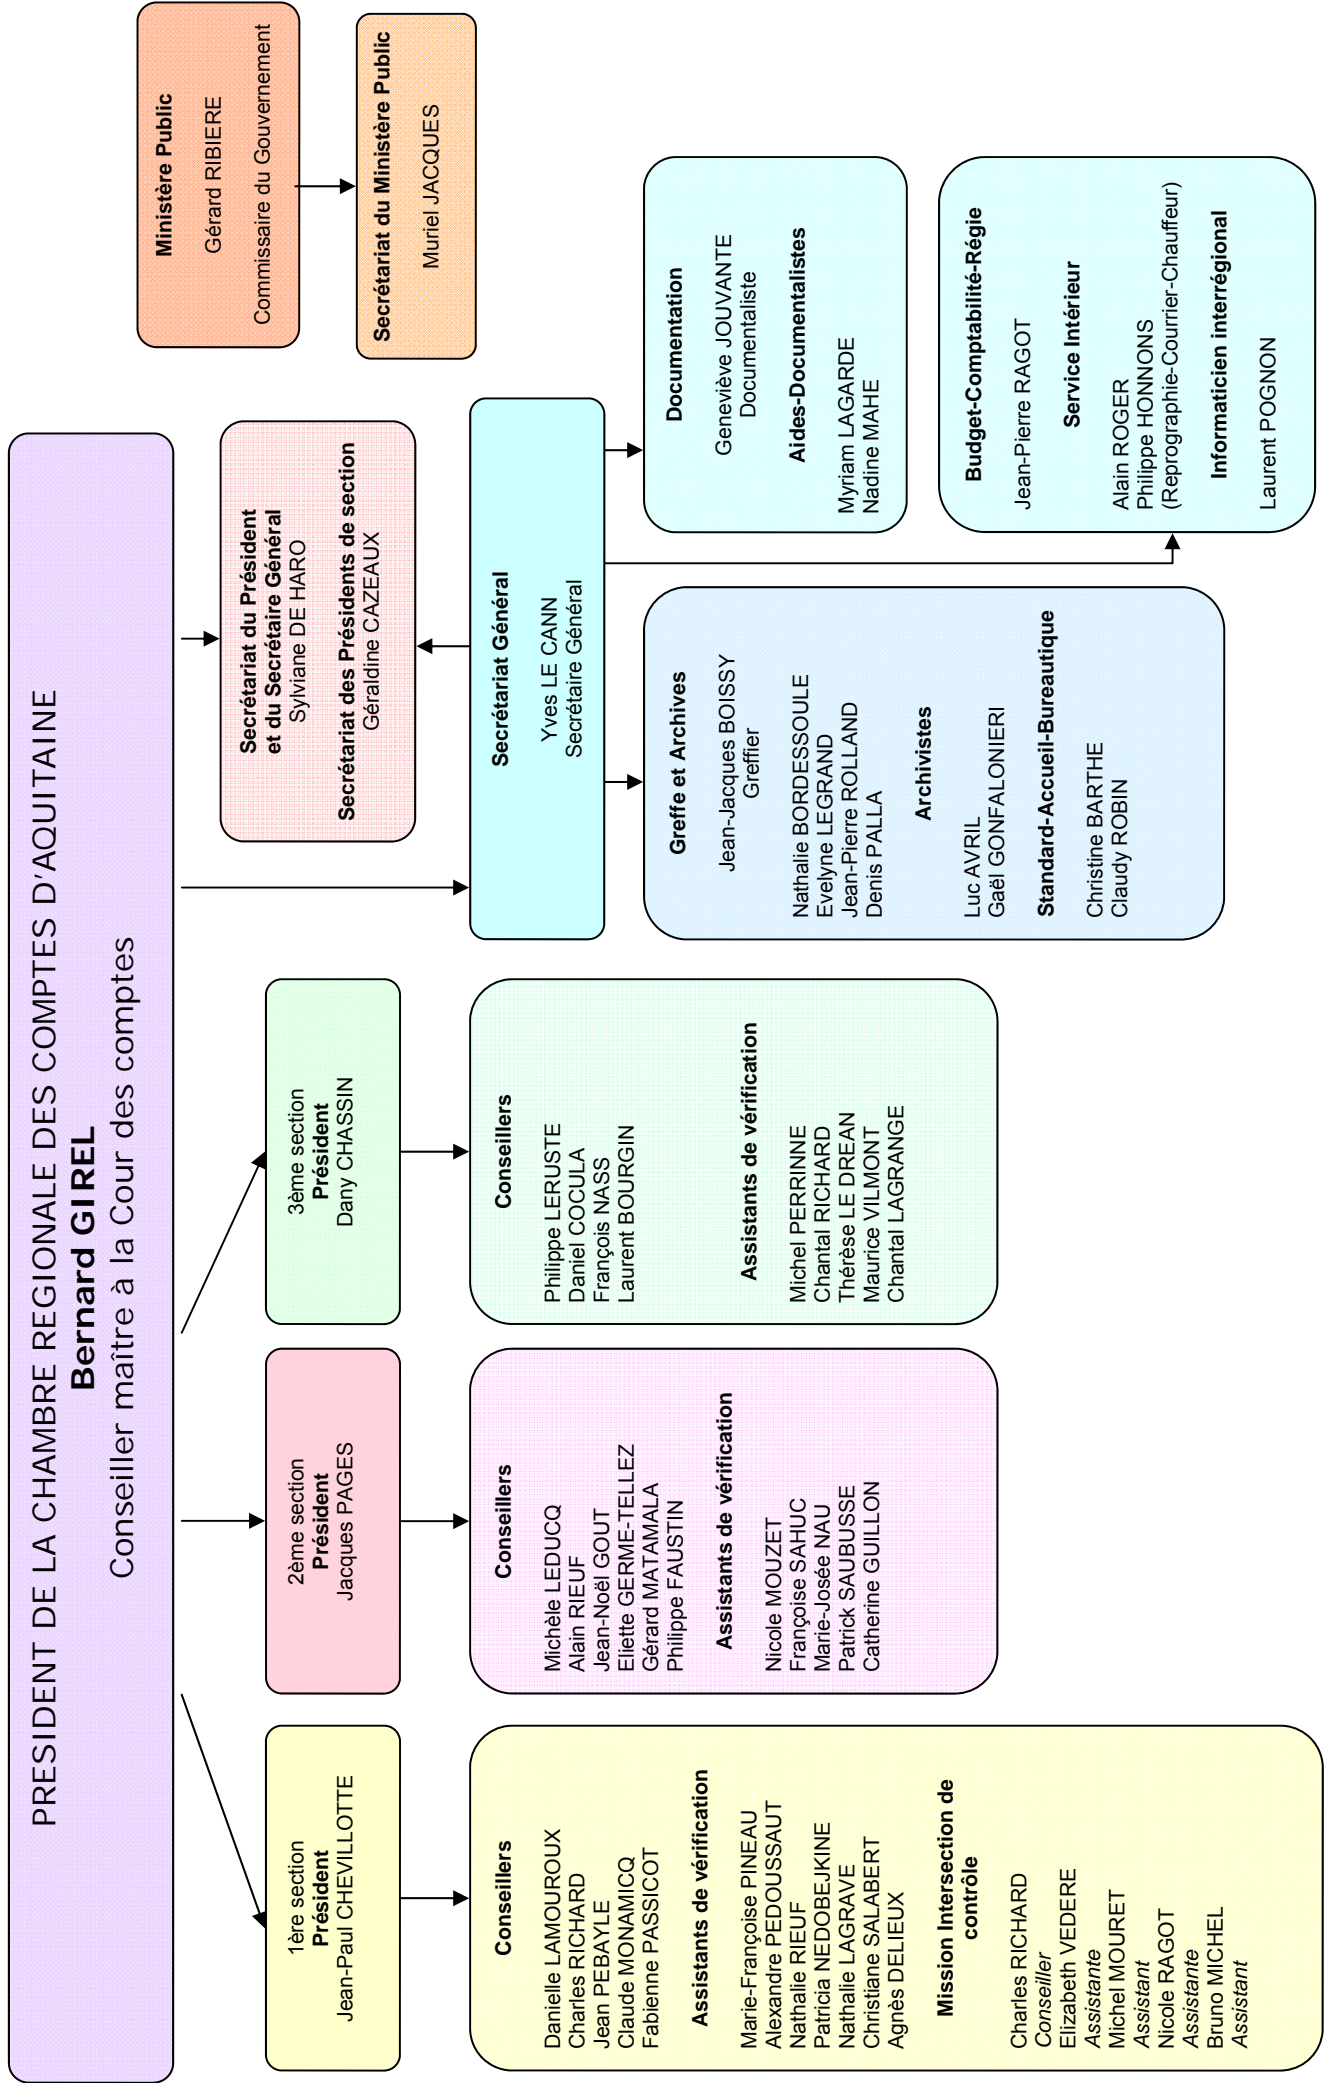 PRESIDENT DE LA CHAMBRE REGIONALE DES COMPTES D'AQUITAINE
Bernard GIREL
Conseiller maître à la Cour des comptes
1ère section
Président
Jean-Paul CHEVILLOTTE
Conseillers
Danielle LAMOUROUX
Charles RICHARD
Jean PEBAYLE
Claude MONAMICQ
Fabienne PASSICOT
Assistants de vérification
Marie-Françoise PINEAU
Alexandre PEDOUSSAUT
Nathalie RIEUF
Patricia NEDOBEJKINE
Nathalie LAGRAVE
Christiane SALABERT
Agnès DELIEUX
Mission Intersection de
contrôle
Charles RICHARD
Conseiller
Elizabeth VEDERE
Assistante
Michel MOURET
Assistant
Nicole RAGOT
Assistante
Bruno MICHEL
Assistant
2ème section
Président
Jacques PAGES
Conseillers
Michèle LEDUCQ
Alain RIEUF
Jean-Noël GOUT
Eliette GERME-TELLEZ
Gérard MATAMALA
Philippe FAUSTIN
Assistants de vérification
Nicole MOUZET
Françoise SAHUC
Marie-Josée NAU
Patrick SAUBUSSE
Catherine GUILLON
3ème section
Président
Dany CHASSIN
Conseillers
Philippe LERUSTE
Daniel COCULA
François NASS
Laurent BOURGIN
Assistants de vérification
Michel PERRINNE
Chantal RICHARD
Thérèse LE DREAN
Maurice VILMONT
Chantal LAGRANGE
Secrétariat du Président
et du Secrétaire Général
Sylviane DE HARO
Secrétariat des Présidents de section
Géraldine CAZEAUX
Secrétariat Général
Yves LE CANN
Secrétaire Général
Greffe et Archives
Jean-Jacques BOISSY
Greffier
Nathalie BORDESSOULE
Evelyne LEGRAND
Jean-Pierre ROLLAND
Denis PALLA
Archivistes
Luc AVRIL
Gaël GONFALONIERI
Standard-Accueil-Bureautique
Christine BARTHE
Claudy ROBIN
Documentation
Geneviève JOUVANTE
Documentaliste
Aides-Documentalistes
Myriam LAGARDE
Nadine MAHE
Budget-Comptabilité-Régie
Jean-Pierre RAGOT
Service Intérieur
Alain ROGER
Philippe HONNONS
(Reprographie-Courrier-Chauffeur)
Informaticien interrégional
Laurent POGNON
Ministère Public
Gérard RIBIERE
Commissaire du Gouvernement
Secrétariat du Ministère Public
Muriel JACQUES